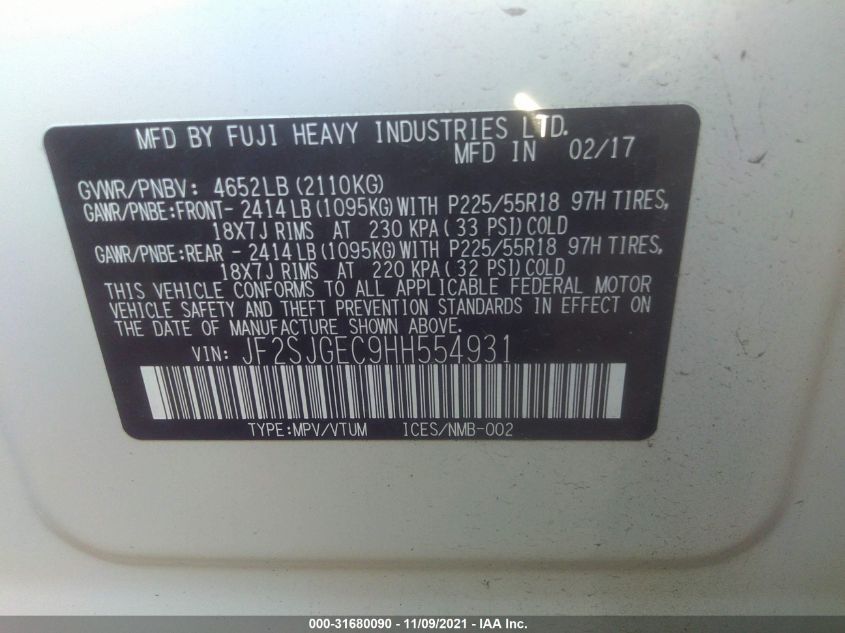 MFD BY FUJI HEAVY INDUSTRIES LTD.
MFD IN 02/17
GVWR/PNBV: 4652LB(2110KG)
GAWR/PNBE:FRONT- 2414LB(1095KG)WITH P225/55R18 97H TIRES,
18X7J RIMS AT 230 KPA(33 PSI)COLD
GAWR/PNBE:REAR - 2414LB(1095KG)WITH P225/55R18 97H TIRES,
18X7J RIMS AT 220 KPA(32 PSI)COLD
THIS VEHICLE CONFORMS TO ALL APPLICABLE FEDERAL MOTOR
VEHICLE SAFETY AND THEFT PREVENTION STANDARDS IN EFFECT ON
THE DATE OF MANUFACTURE SHOWN ABOVE.
VIN: JF2SJGEC9HH554931
TYPE:MPV/VTUM ICES/NMB-002
000-31680090 - 11/09/2021 - IAA Inc.